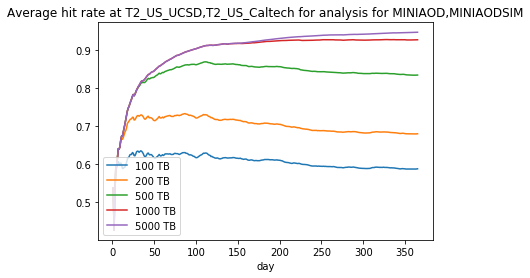 Average hit rate at T2_US_UCSD,T2_US_Caltech for analysis for MINIAOD,MINIAODSIM
0.9
0.8
0.7
0.6
0.5
100 TB
200 TB
500 TB
1000 TB
5000 TB
0 50 100 150 200 250 300 350
day